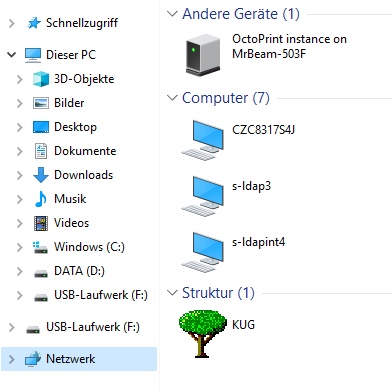 Schnellzugriff
Dieser PC
3D-Objekte
Bilder
Desktop
Dokumente
Downloads
Musik
Videos
Windows (C:)
DATA (D:)
USB-Laufwerk (F:)
USB-Laufwerk (F:)
Netzwerk
Andere Geräte (1)
OctoPrint instance on
MrBeam-503F
Computer (7)
CZC8317S4J
s-ldap3
s-ldapint4
Struktur (1)
KUG